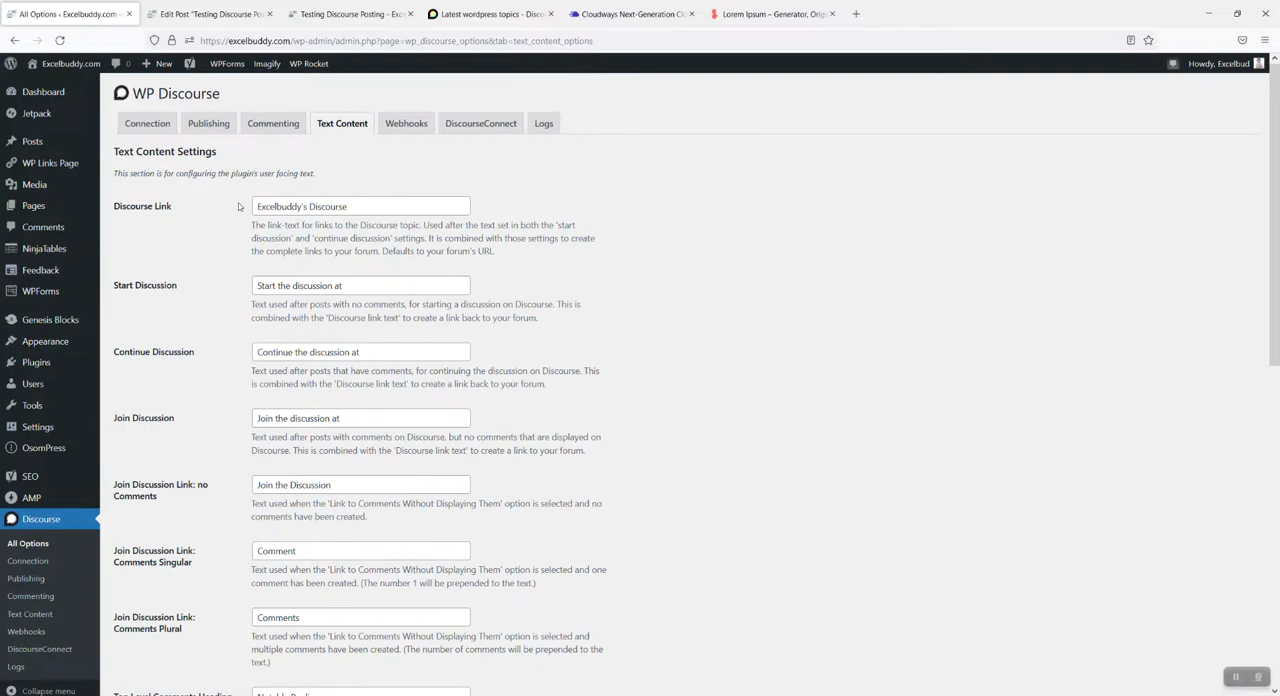 All Options ‹ Excelbuddy.com —
Edit Post "Testing Discourse Po
Testing Discourse Posting - Exce
Latest wordpress topics - Disco
Cloudways Next-Generation Cl
Lorem Ipsum – Generator, Orig
https://excelbuddy.com/wp-admin/admin.php?page=wp_discourse_options&tab=text_content_options
Excelbuddy.com
0
New
WPForms
Imagify
WP Rocket
Howdy, Excelbud
Dashboard
Jetpack
Posts
WP Links Page
Media
Pages
Comments
NinjaTables
Feedback
WPForms
Genesis Blocks
Appearance
Plugins
Users
Tools
Settings
OsomPress
SEO
AMP
Discourse
All Options
Connection
Publishing
Commenting
Text Content
Webhooks
DiscourseConnect
Logs
Collapse menu
WP Discourse
Connection
Publishing
Commenting
Text Content
Webhooks
DiscourseConnect
Logs
Text Content Settings
This section is for configuring the plugin's user facing text.
Discourse Link
Excelbuddy's Discourse
The link-text for links to the Discourse topic. Used after the text set in both the 'start
discussion' and 'continue discussion' settings. It is combined with those settings to create
the complete links to your forum. Defaults to your forum's URL.
Start Discussion
Start the discussion at
Text used after posts with no comments, for starting a discussion on Discourse. This is
combined with the 'Discourse link text' to create a link back to your forum.
Continue Discussion
Continue the discussion at
Text used after posts that have comments, for continuing the discussion on Discourse. This
is combined with the 'Discourse link text' to create a link back to your forum.
Join Discussion
Join the discussion at
Text used after posts with comments on Discourse, but no comments that are displayed on
Discourse. This is combined with the 'Discourse link text' to create a link to your forum.
Join Discussion Link: no
Comments
Join the Discussion
Text used when the 'Link to Comments Without Displaying Them' option is selected and no
comments have been created.
Join Discussion Link:
Comments Singular
Comment
Text used when the 'Link to Comments Without Displaying Them' option is selected and one
comment has been created. (The number 1 will be prepended to the text.)
Join Discussion Link:
Comments Plural
Comments
Text used when the 'Link to Comments Without Displaying Them' option is selected and
multiple comments have been created. (The number of comments will be prepended to the
text.)